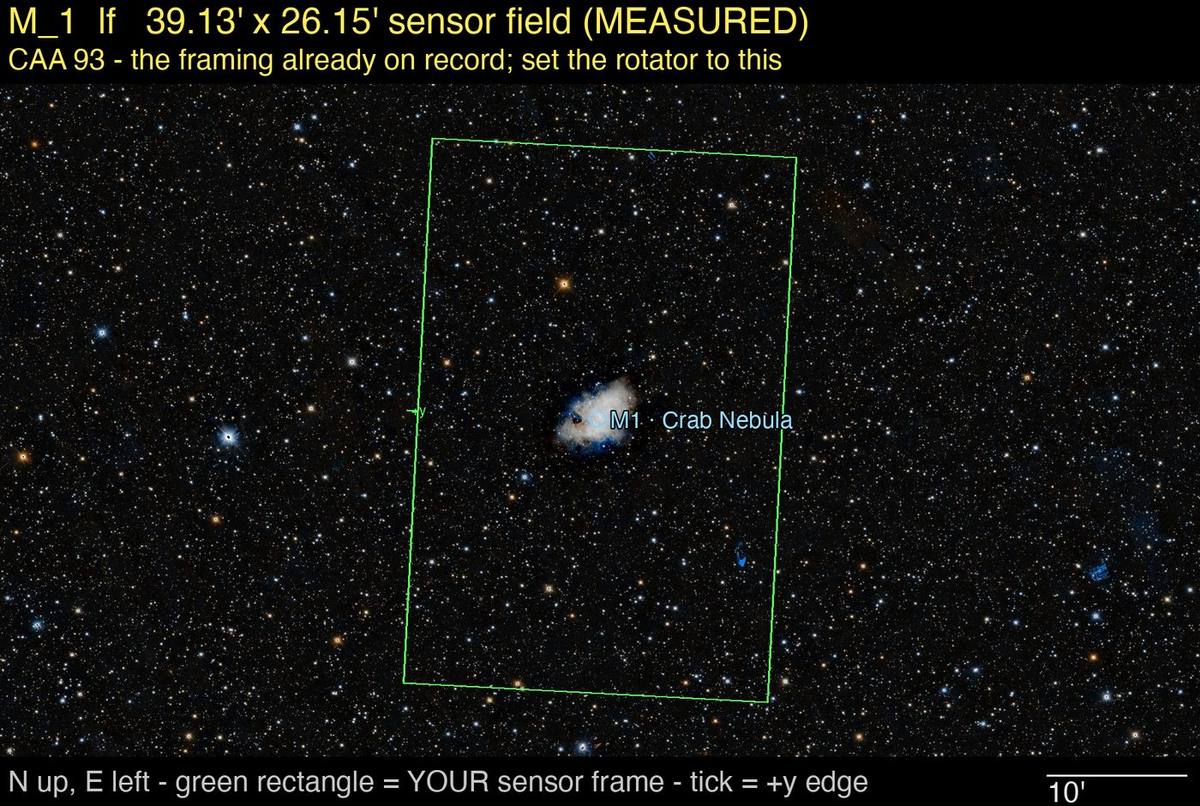 M_1 lf 39.13' x 26.15' sensor field (MEASURED)
CAA 93 - the framing already on record; set the rotator to this
+y
M1 · Crab Nebula
N up, E left - green rectangle = YOUR sensor frame - tick = +y edge
10'